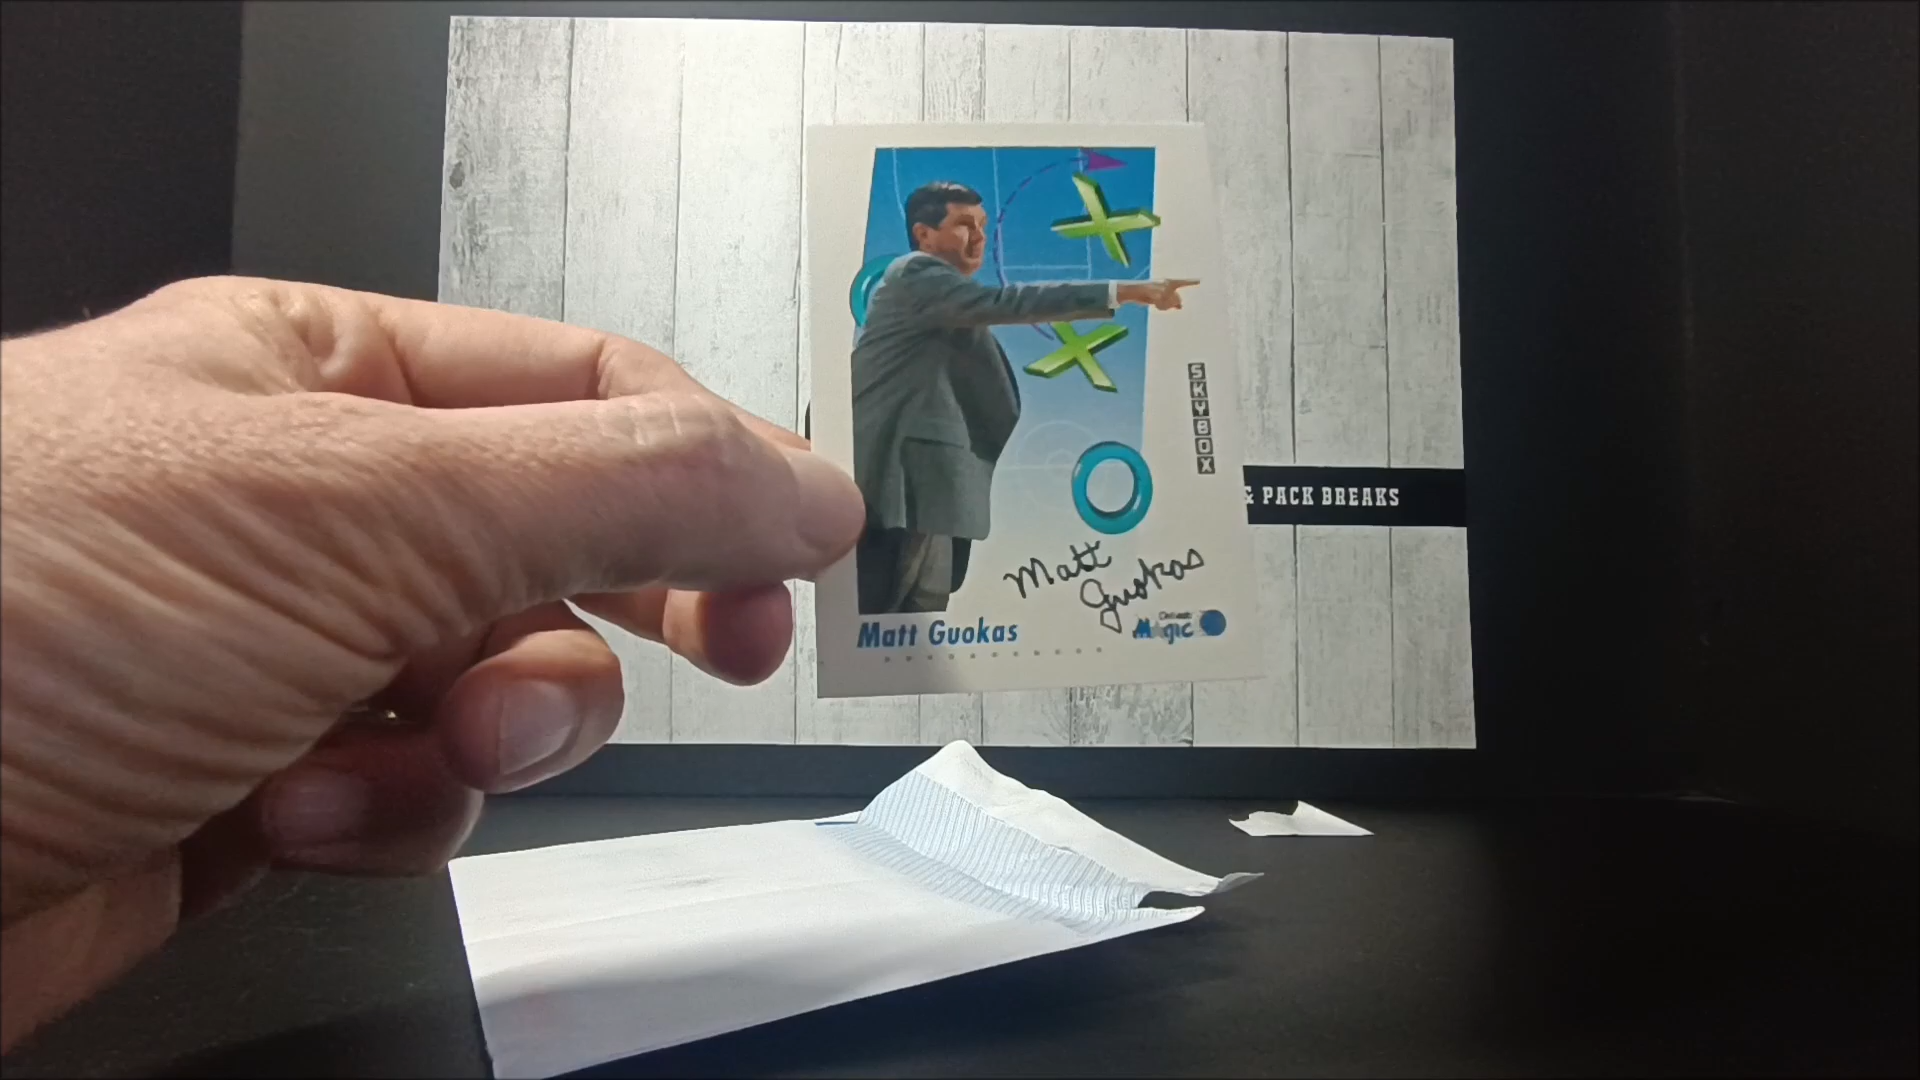 SKYBOX
& PACK BREAKS
Matt
Guokas
Matt Guokas
Orlando
Magic